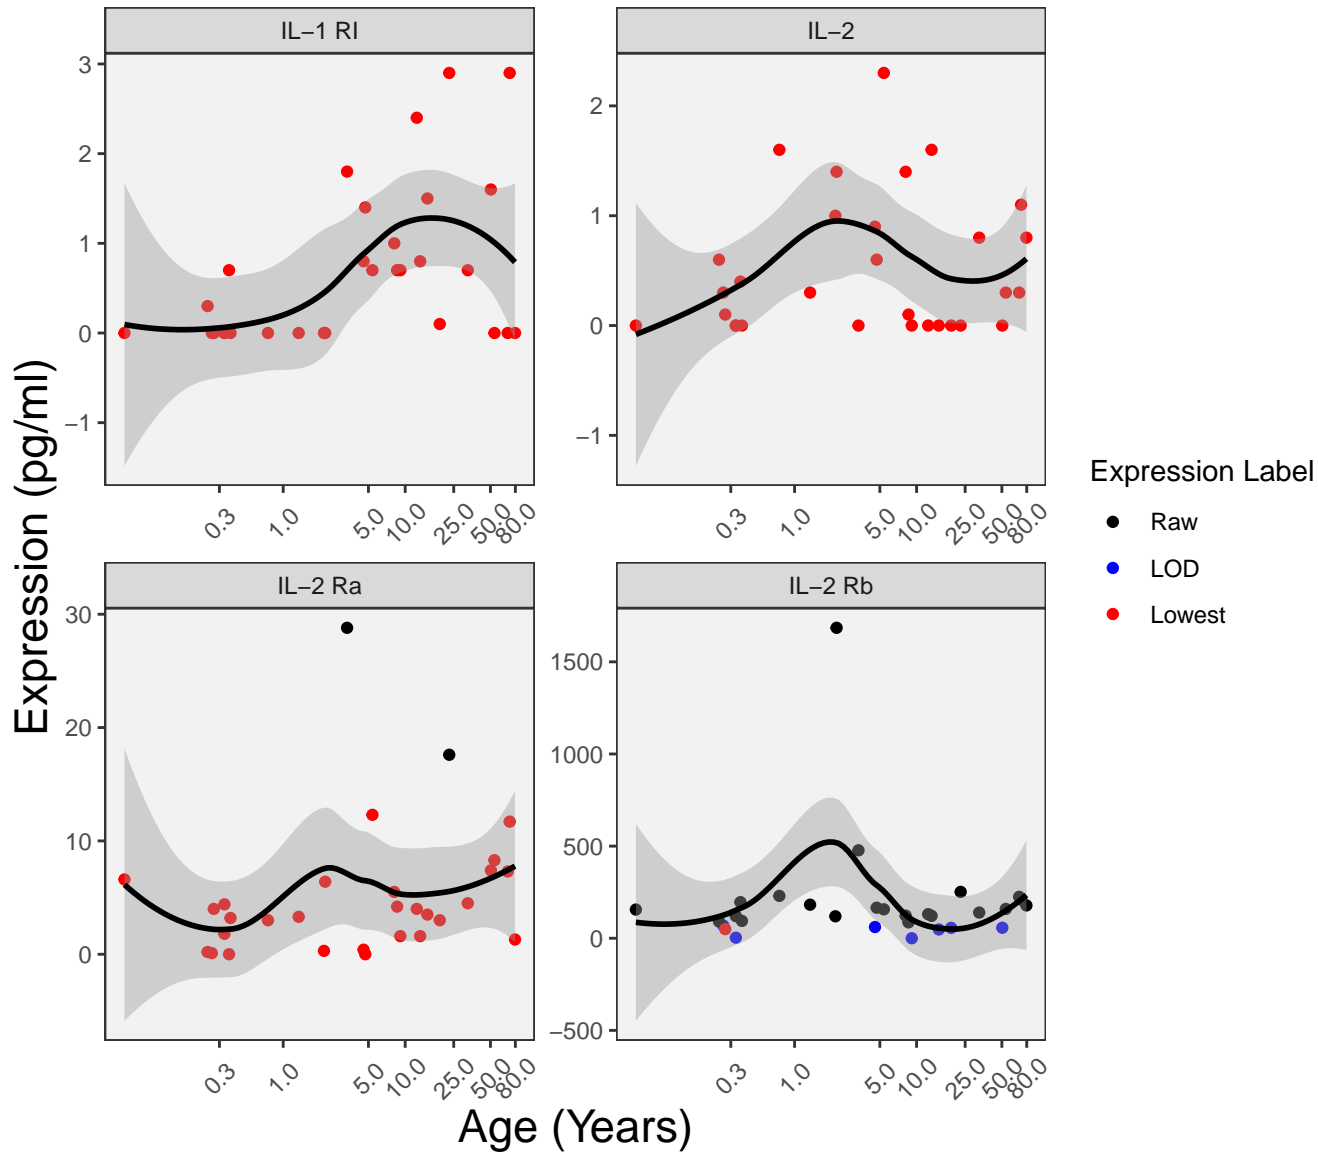 IL−1 RI
IL−2
3
2
1
0
−1
2
1
0
−1
0.3 1.0 5.0 10.0 25.0 50.0 80.0
0.3 1.0 5.0 10.0 25.0 50.0 80.0
IL−2 Ra
IL−2 Rb
30
20
10
0
1500
1000
500
0
−500
0.3 1.0 5.0 10.0 25.0 50.0 80.0
0.3 1.0 5.0 10.0 25.0 50.0 80.0
Expression (pg/ml)
Age (Years)
Expression Label
Raw
LOD
Lowest